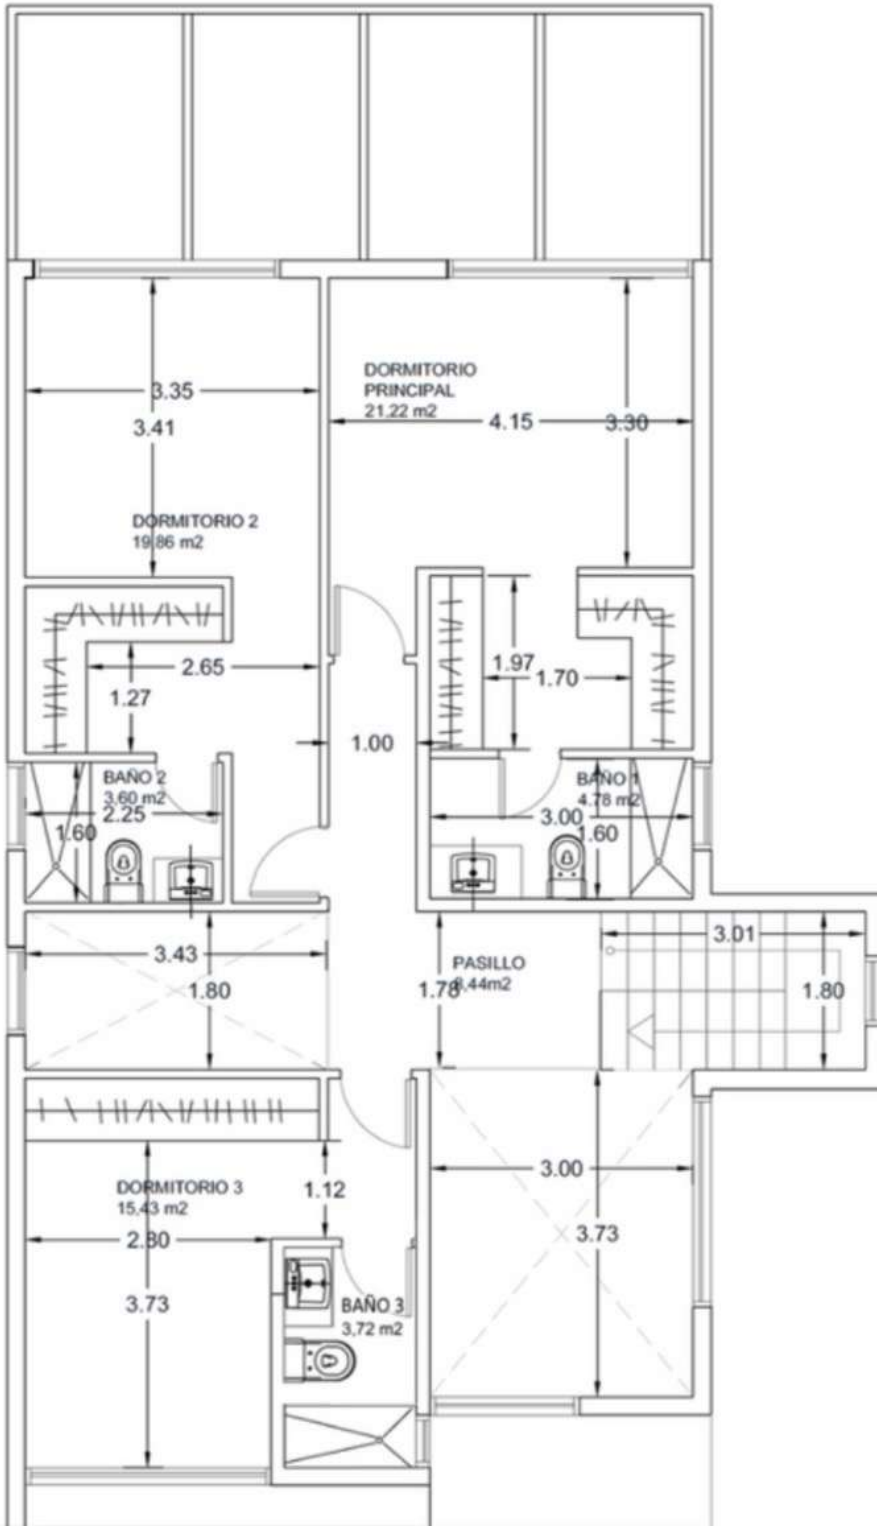 3.35
3.41
DORMITORIO
PRINCIPAL
21.22 m2
4.15
3.30
DORMITORIO 2
19.86 m2
2.65
1.27
1.97
1.70
1.00
BAÑO 2
3.60 m2
2.25
1.60
BAÑO 1
4.78 m2
3.00
1.60
3.43
1.80
PASILLO
8,44m2
1.78
3.01
1.80
3.00
3.73
DORMITORIO 3
15,43 m2
1.12
2.80
3.73
BAÑO 3
3,72 m2